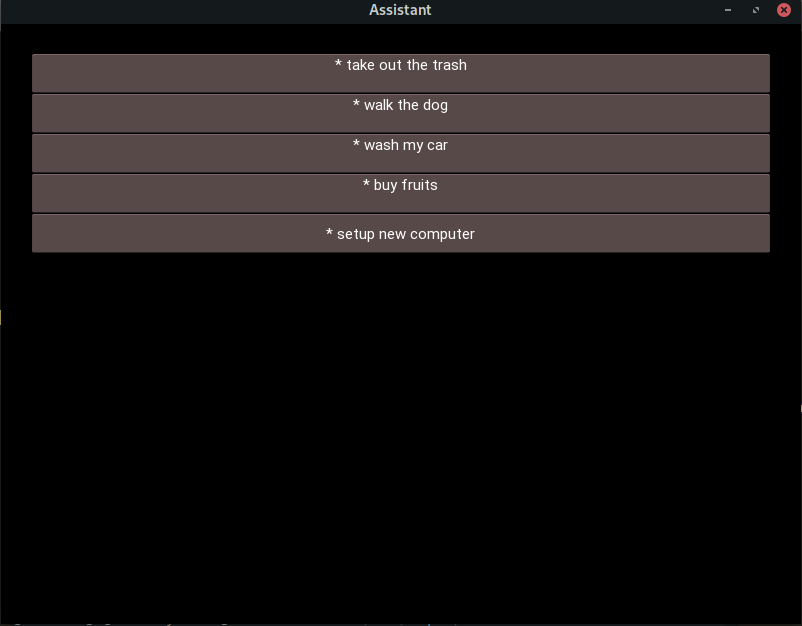 Assistant
* take out the trash
* walk the dog
* wash my car
* buy fruits
* setup new computer